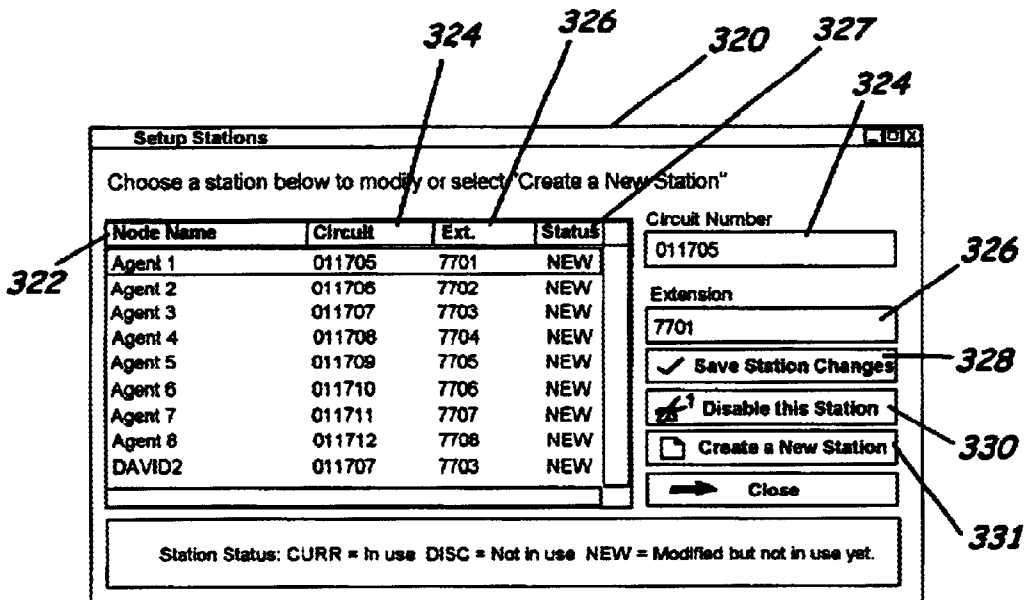 324
326
320
327
324
Setup Stations
Choose a station below to modify or select "Create a New Station"
Node Name Circuit Ext. Status
Agent 1 011705 7701 NEW
Agent 2 011706 7702 NEW
Agent 3 011707 7703 NEW
Agent 4 011708 7704 NEW
Agent 5 011709 7705 NEW
Agent 6 011710 7706 NEW
Agent 7 011711 7707 NEW
Agent 8 011712 7708 NEW
DAVID2 011707 7703 NEW
322
Circuit Number
011705
326
Extension
7701
Save Station Changes
328
1 Disable this Station
330
Create a New Station
331
Close
Station Status: CURR = In use DISC = Not in use NEW = Modified but not in use yet.